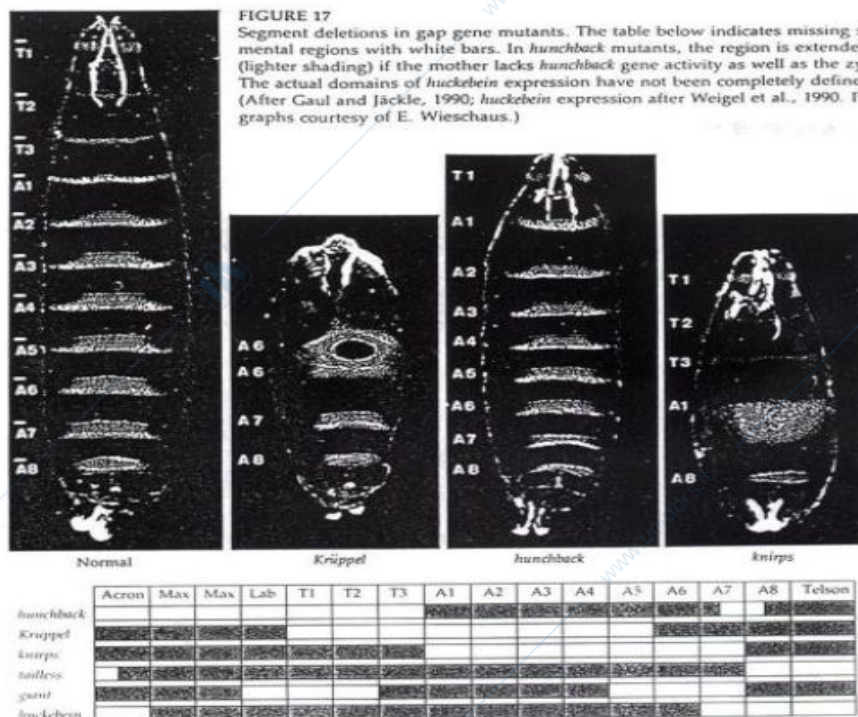 FIGURE 17
Segment deletions in gap gene mutants. The table below indicates missing
mental regions with white bars. In hunchback mutants, the region is extende
(lighter shading) if the mother lacks hunchback gene activity as well as the zy
The actual domains of huckebein expression have not been completely define
(After Gaul and Jäckle, 1990; huckebein expression after Weigel et al., 1990.
graphs courtesy of E. Wieschaus.)
T1
T2
T3
A1
A2
A3
A4
A5
A6
A7
A8
Normal
A6
A6
A7
A8
Krüppel
T1
A1
A2
A3
A4
A5
A6
A7
A8
hunchback
T1
T2
T3
A1
A8
knirps
Acron Max Max Lab T1 T2 T3 A1 A2 A3 A4 A5 A6 A7 A8 Telson
hunchback
Kruppel
knirps
tailless
giant
huckebein